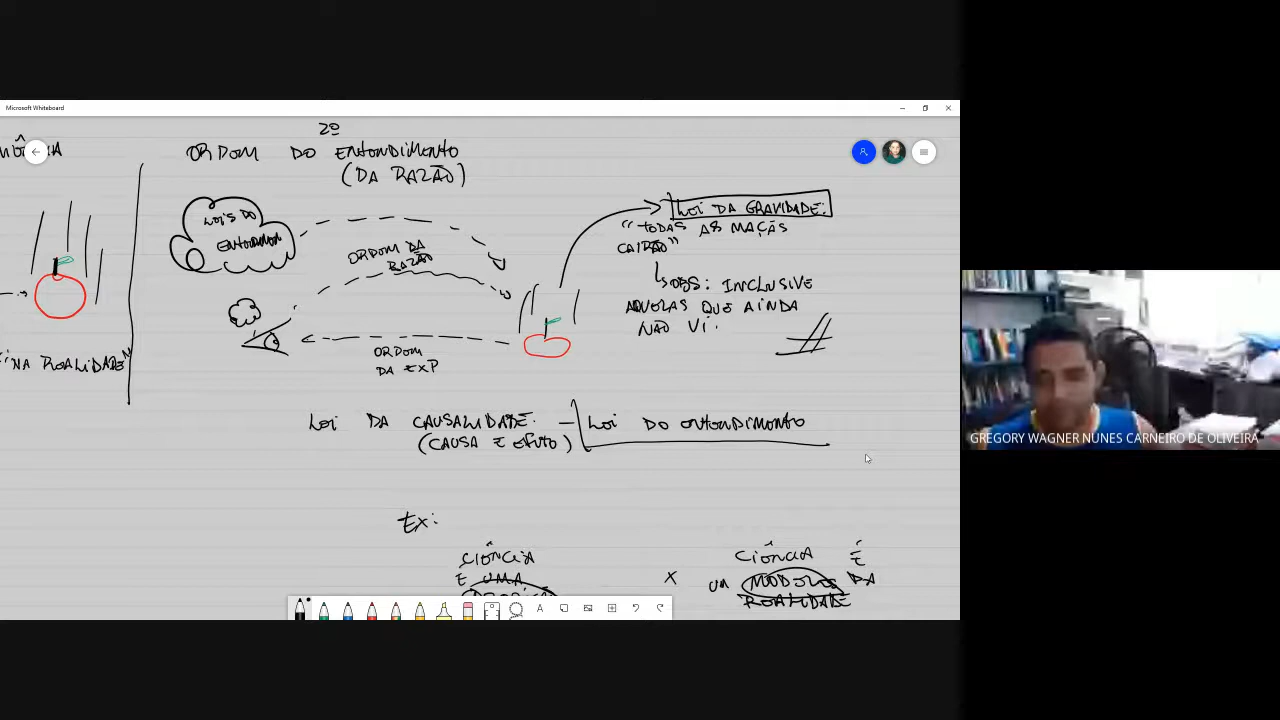 Microsoft Whiteboard
2º
ORDEM DO ENTENDIMENTO
(DA RAZÃO)
LEIS DO
ENTENDIMEN
ORDEM DA
RAZÃO
ORDEM
DA EXP
LEI DA GRAVIDADE:
"TODAS AS MAÇÃS
CAIRÃO"
OBS: INCLUSIVE
AQUELAS QUE AINDA
NÃO VI.
"NA REALIDADE"
LEI DA CAUSALIDADE. — LEI DO ENTENDIMENTO
(CAUSA E EFEITO)
GREGORY WAGNER NUNES CARNEIRO DE OLIVEIRA
Ex:
CIÊNCIA
É UMA
X
CIÊNCIA É
UM MODELO DA
REALIDADE